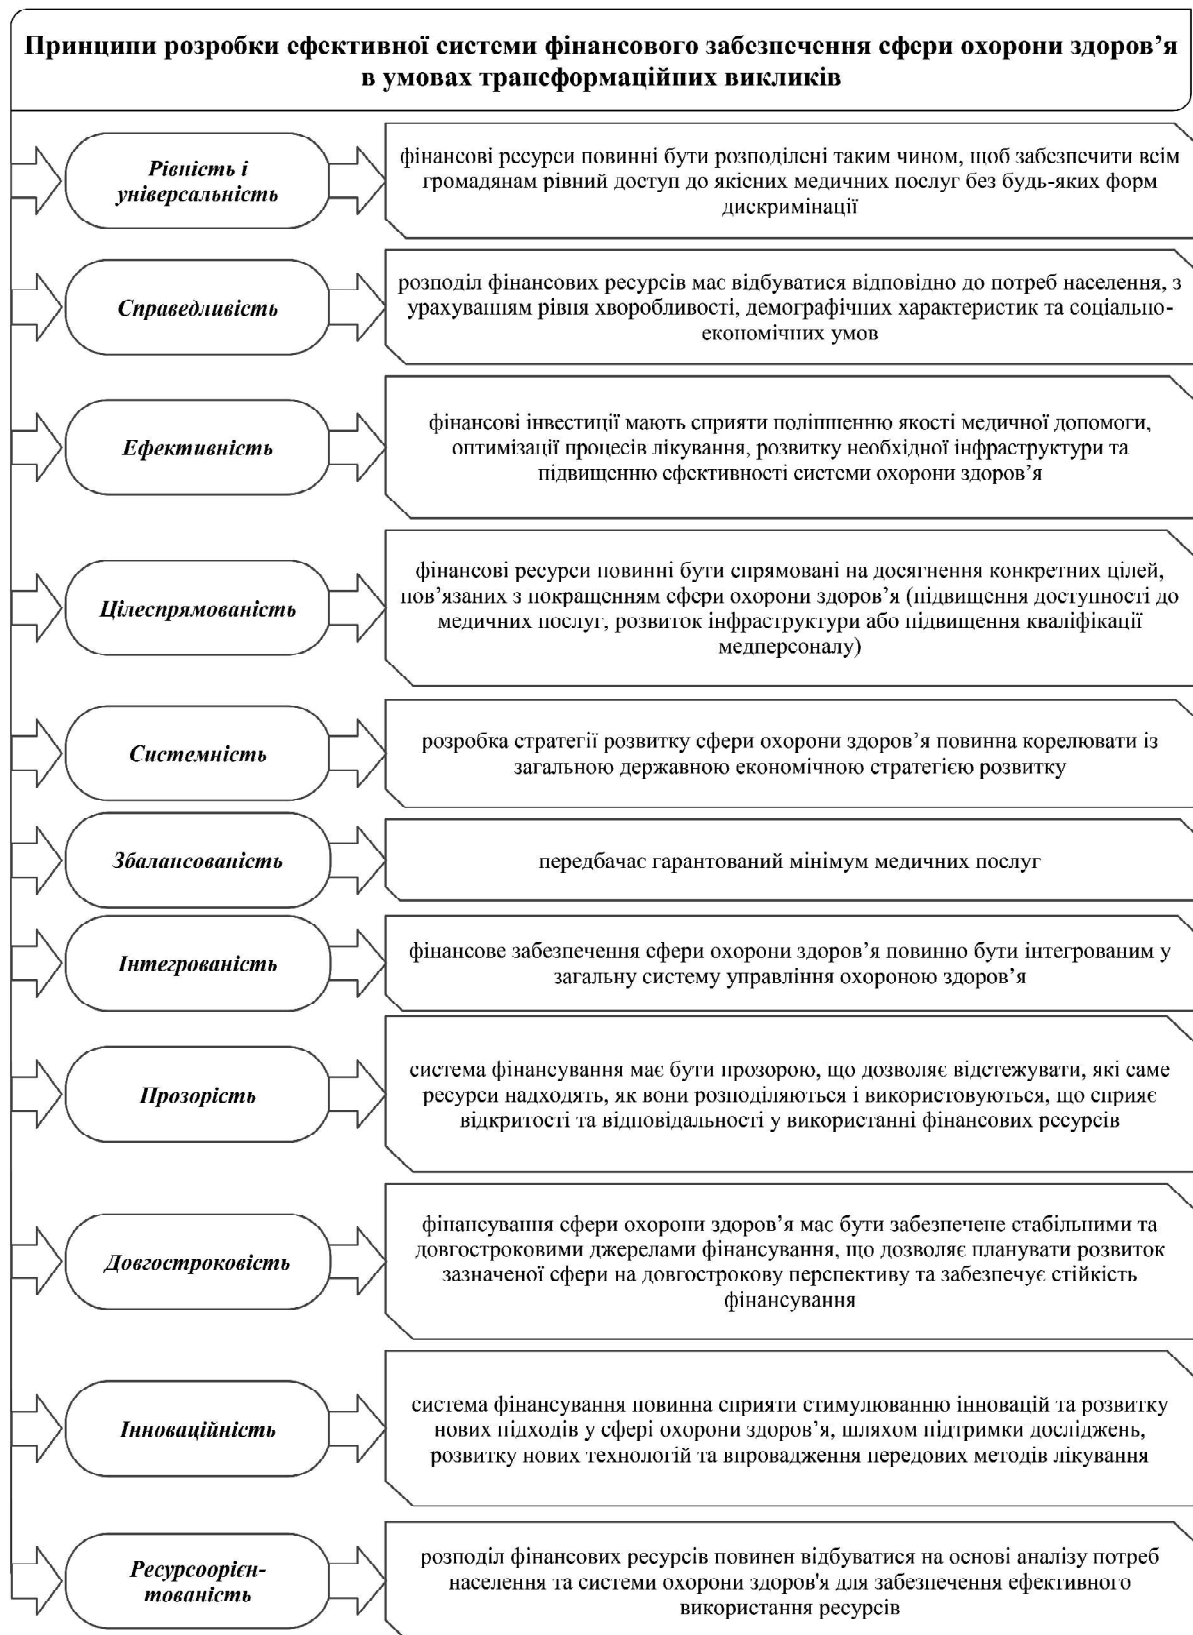 Принципи розробки ефективної системи фінансового забезпечення сфери охорони здоров’я
в умовах трансформаційних викликів
Рівність і
універсальність
фінансові ресурси повинні бути розподілені таким чином, щоб забезпечити всім
громадянам рівний доступ до якісних медичних послуг без будь-яких форм
дискримінації
Справедливість
розподіл фінансових ресурсів має відбуватися відповідно до потреб населення, з
урахуванням рівня хворобливості, демографічних характеристик та соціально-
економічних умов
Ефективність
фінансові інвестиції мають сприяти поліпшенню якості медичної допомоги,
оптимізації процесів лікування, розвитку необхідної інфраструктури та
підвищенню ефективності системи охорони здоров’я
Цілеспрямованість
фінансові ресурси повинні бути спрямовані на досягнення конкретних цілей,
пов’язаних з покращенням сфери охорони здоров’я (підвищення доступності до
медичних послуг, розвиток інфраструктури або підвищення кваліфікації
медперсоналу)
Системність
розробка стратегії розвитку сфери охорони здоров’я повинна корелювати із
загальною державною економічною стратегією розвитку
Збалансованість
передбачає гарантований мінімум медичних послуг
Інтегрованість
фінансове забезпечення сфери охорони здоров’я повинно бути інтегрованим у
загальну систему управління охороною здоров’я
Прозорість
система фінансування має бути прозорою, що дозволяє відстежувати, які саме
ресурси надходять, як вони розподіляються і використовуються, що сприяє
відкритості та відповідальності у використанні фінансових ресурсів
Довгостроковість
фінансування сфери охорони здоров’я має бути забезпечене стабільними та
довгостроковими джерелами фінансування, що дозволяє планувати розвиток
зазначеної сфери на довгострокову перспективу та забезпечує стійкість
фінансування
Інноваційність
система фінансування повинна сприяти стимулюванню інновацій та розвитку
нових підходів у сфері охорони здоров’я, шляхом підтримки досліджень,
розвитку нових технологій та впровадження передових методів лікування
Ресурсоорієн-
тованість
розподіл фінансових ресурсів повинен відбуватися на основі аналізу потреб
населення та системи охорони здоров'я для забезпечення ефективного
використання ресурсів